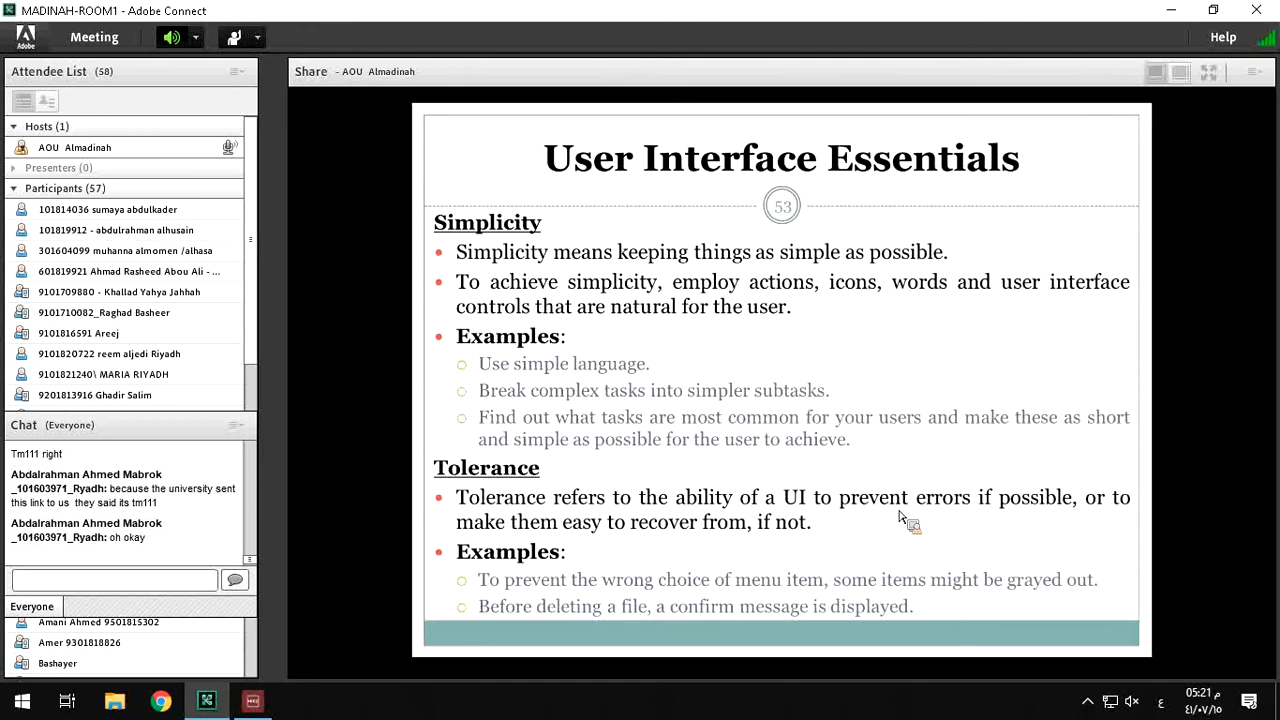 MADINAH-ROOM1 - Adobe Connect
Adobe
Meeting
Help
Attendee List (58)
Hosts (1)
AOU Almadinah
Presenters (0)
Participants (57)
101814036 sumaya abdulkader
101819912 - abdulrahman alhusain
301604099 muhanna almomen /alhasa
601819921 Ahmad Rasheed Abou Ali - ...
9101709880 - Khallad Yahya Jahhah
9101710082_Raghad Basheer
9101816591 Areej
9101820722 reem aljedi Riyadh
9101821240\ MARIA RIYADH
9201813916 Ghadir Salim
Chat (Everyone)
Tm111 right
Abdalrahman Ahmed Mabrok
_101603971_Ryadh: because the university sent
this link to us they said its tm111
Abdalrahman Ahmed Mabrok
_101603971_Ryadh: oh okay
Everyone
Amani Ahmed 9501815302
Amer 9301818826
Bashayer
Share - AOU Almadinah
User Interface Essentials
53
Simplicity
• Simplicity means keeping things as simple as possible.
• To achieve simplicity, employ actions, icons, words and user interface
controls that are natural for the user.
• Examples:
Use simple language.
Break complex tasks into simpler subtasks.
Find out what tasks are most common for your users and make these as short
and simple as possible for the user to achieve.
Tolerance
• Tolerance refers to the ability of a UI to prevent errors if possible, or to
make them easy to recover from, if not.
• Examples:
To prevent the wrong choice of menu item, some items might be grayed out.
Before deleting a file, a confirm message is displayed.
ع
05:21 م
٤١/٠٧/١٥